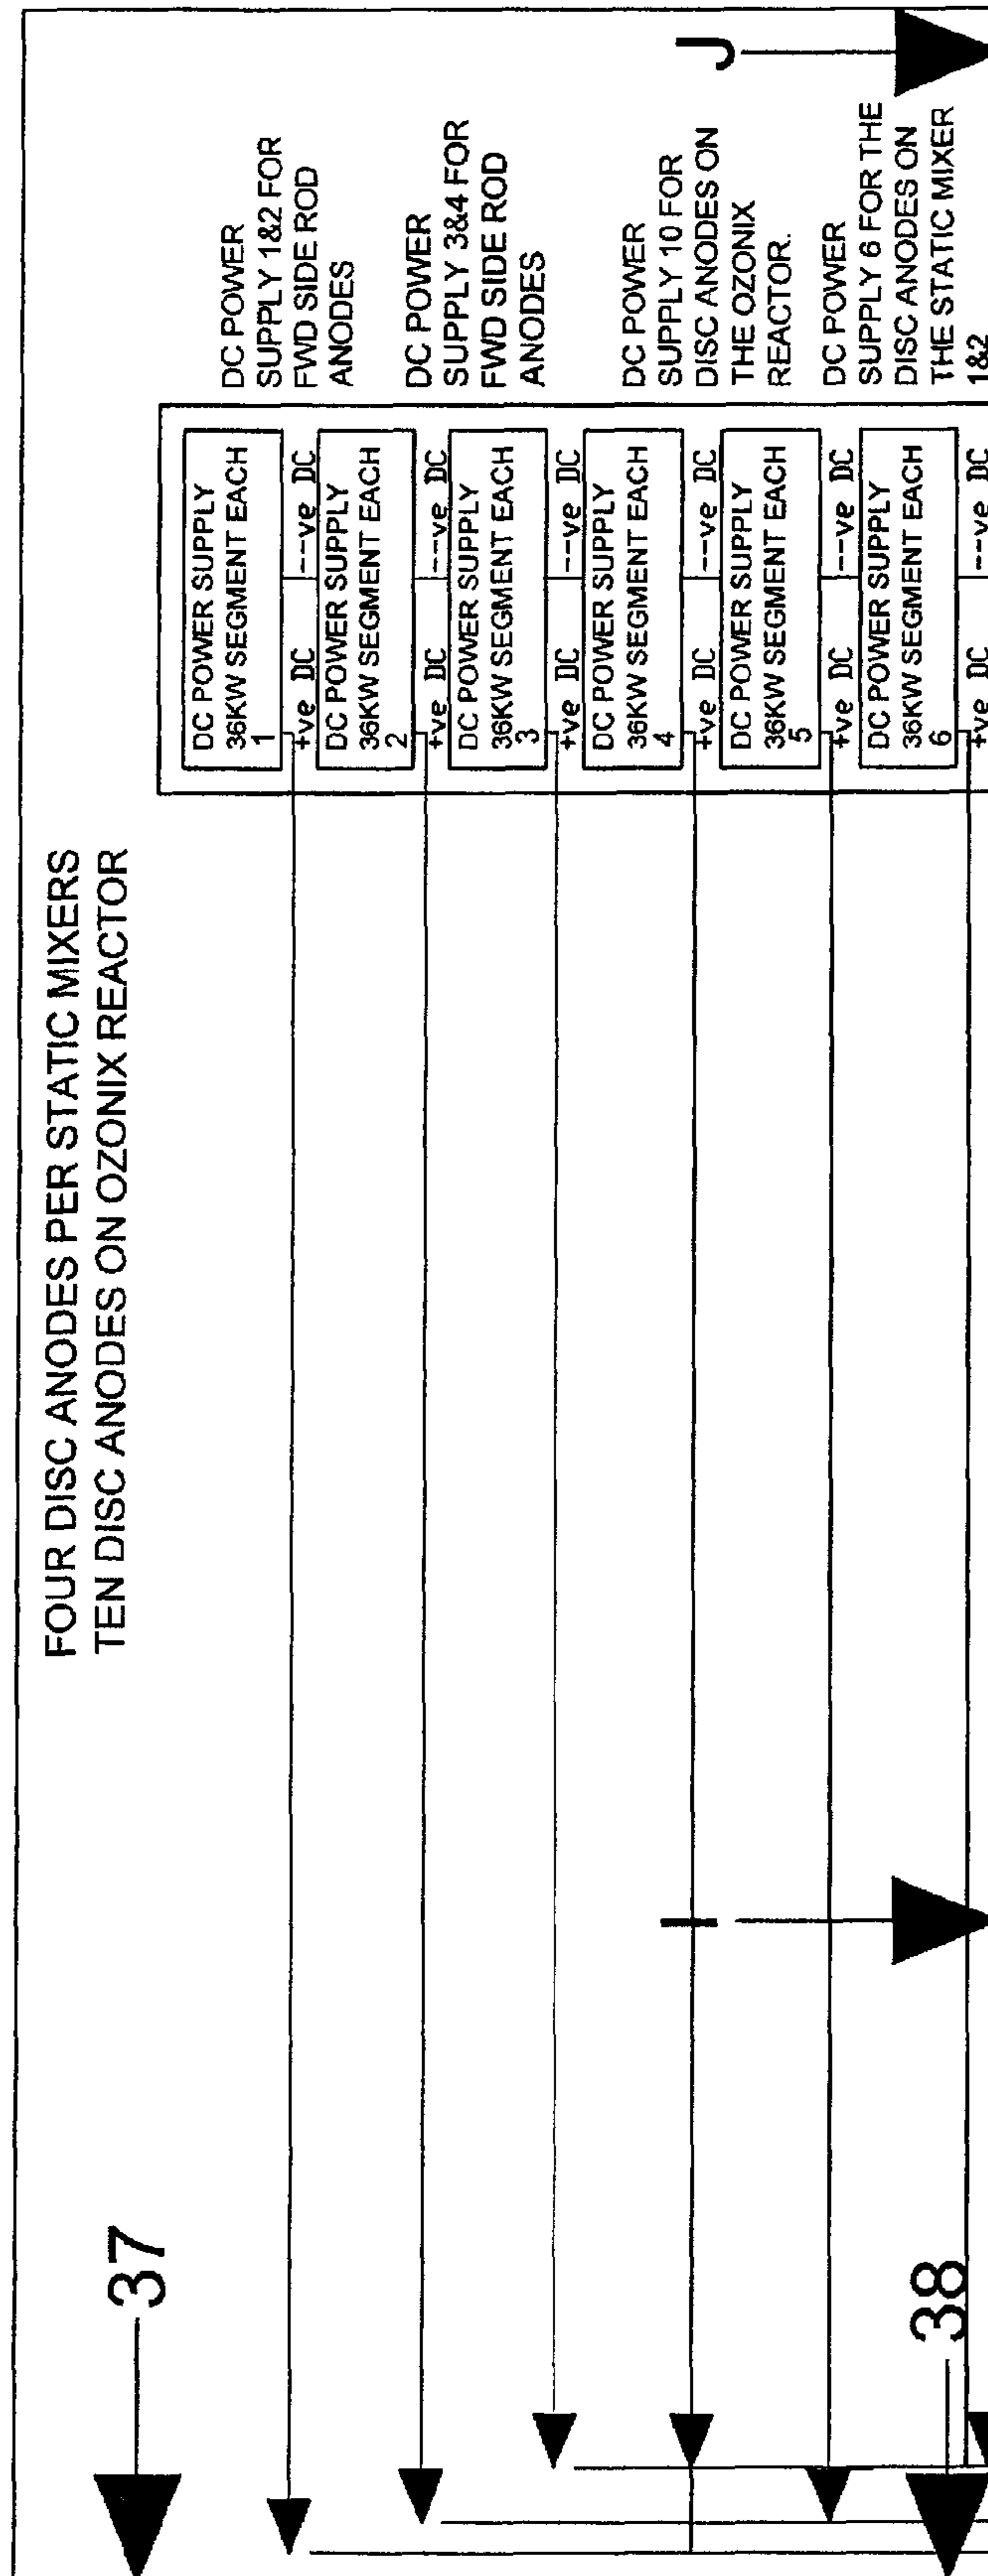 FOUR DISC ANODES PER STATIC MIXERS
TEN DISC ANODES ON OZONIX REACTOR
37
38
I
J
DC POWER SUPPLY
36KW SEGMENT EACH
1
+ve DC
--ve DC
DC POWER SUPPLY
36KW SEGMENT EACH
2
+ve DC
--ve DC
DC POWER SUPPLY
36KW SEGMENT EACH
3
+ve DC
--ve DC
DC POWER SUPPLY
36KW SEGMENT EACH
4
+ve DC
--ve DC
DC POWER SUPPLY
36KW SEGMENT EACH
5
+ve DC
--ve DC
DC POWER SUPPLY
36KW SEGMENT EACH
6
+ve DC
--ve DC
DC POWER
SUPPLY 1&2 FOR
FWD SIDE ROD
ANODES
DC POWER
SUPPLY 3&4 FOR
FWD SIDE ROD
ANODES
DC POWER
SUPPLY 10 FOR
DISC ANODES ON
THE OZONIX
REACTOR.
DC POWER
SUPPLY 6 FOR THE
DISC ANODES ON
THE STATIC MIXER
1&2